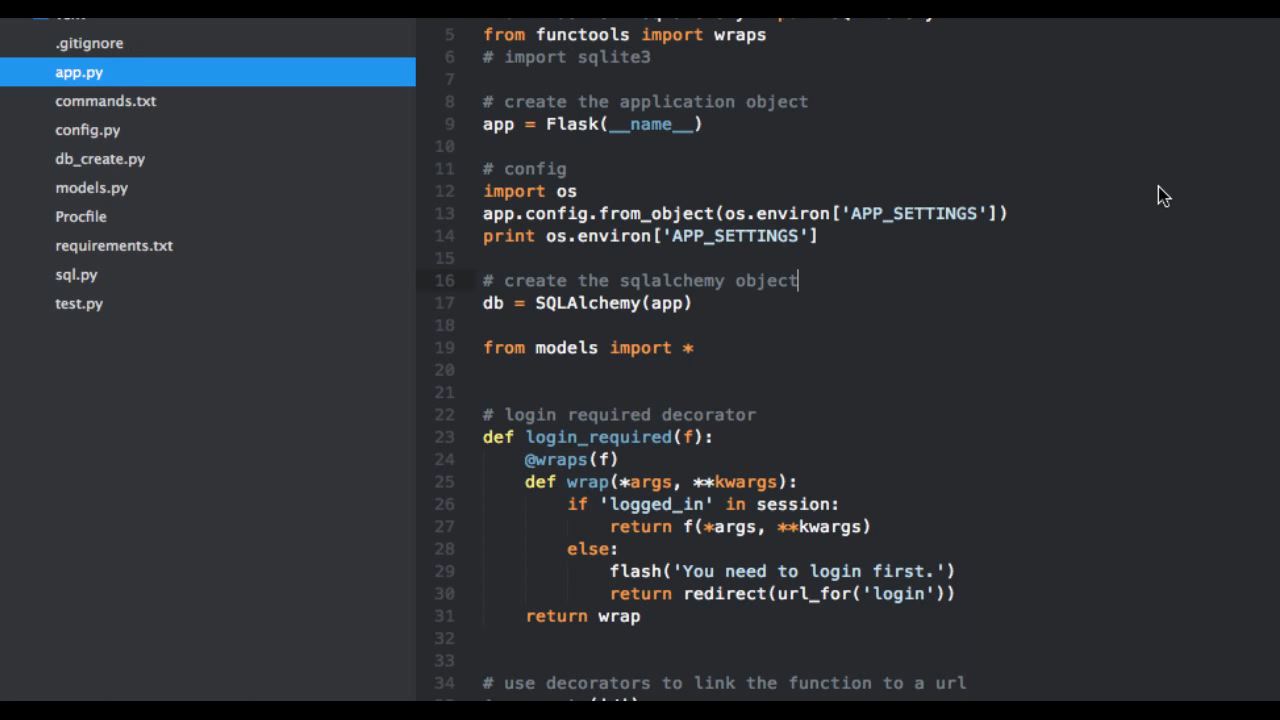 .gitignore
app.py
commands.txt
config.py
db_create.py
models.py
Procfile
requirements.txt
sql.py
test.py
5 from functools import wraps
6 # import sqlite3
7
8 # create the application object
9 app = Flask(__name__)
10
11 # config
12 import os
13 app.config.from_object(os.environ['APP_SETTINGS'])
14 print os.environ['APP_SETTINGS']
15
16 # create the sqlalchemy object
17 db = SQLAlchemy(app)
18
19 from models import *
20
21
22 # login required decorator
23 def login_required(f):
24     @wraps(f)
25     def wrap(*args, **kwargs):
26         if 'logged_in' in session:
27             return f(*args, **kwargs)
28         else:
29             flash('You need to login first.')
30             return redirect(url_for('login'))
31     return wrap
32
33
34 # use decorators to link the function to a url